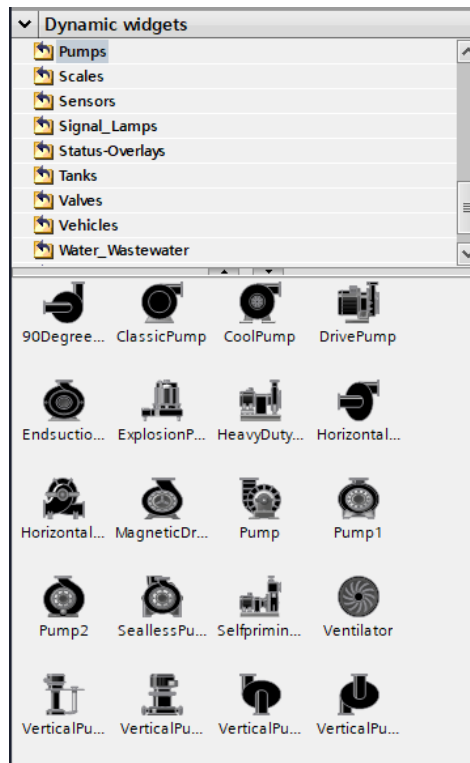 Dynamic widgets
Pumps
Scales
Sensors
Signal_Lamps
Status-Overlays
Tanks
Valves
Vehicles
Water_Wastewater
90Degree... ClassicPump CoolPump DrivePump
Endsuctio... ExplosionP... HeavyDuty... Horizontal...
Horizontal... MagneticDr... Pump Pump1
Pump2 SeallessPu... Selfprimin... Ventilator
VerticalPu... VerticalPu... VerticalPu... VerticalPu...